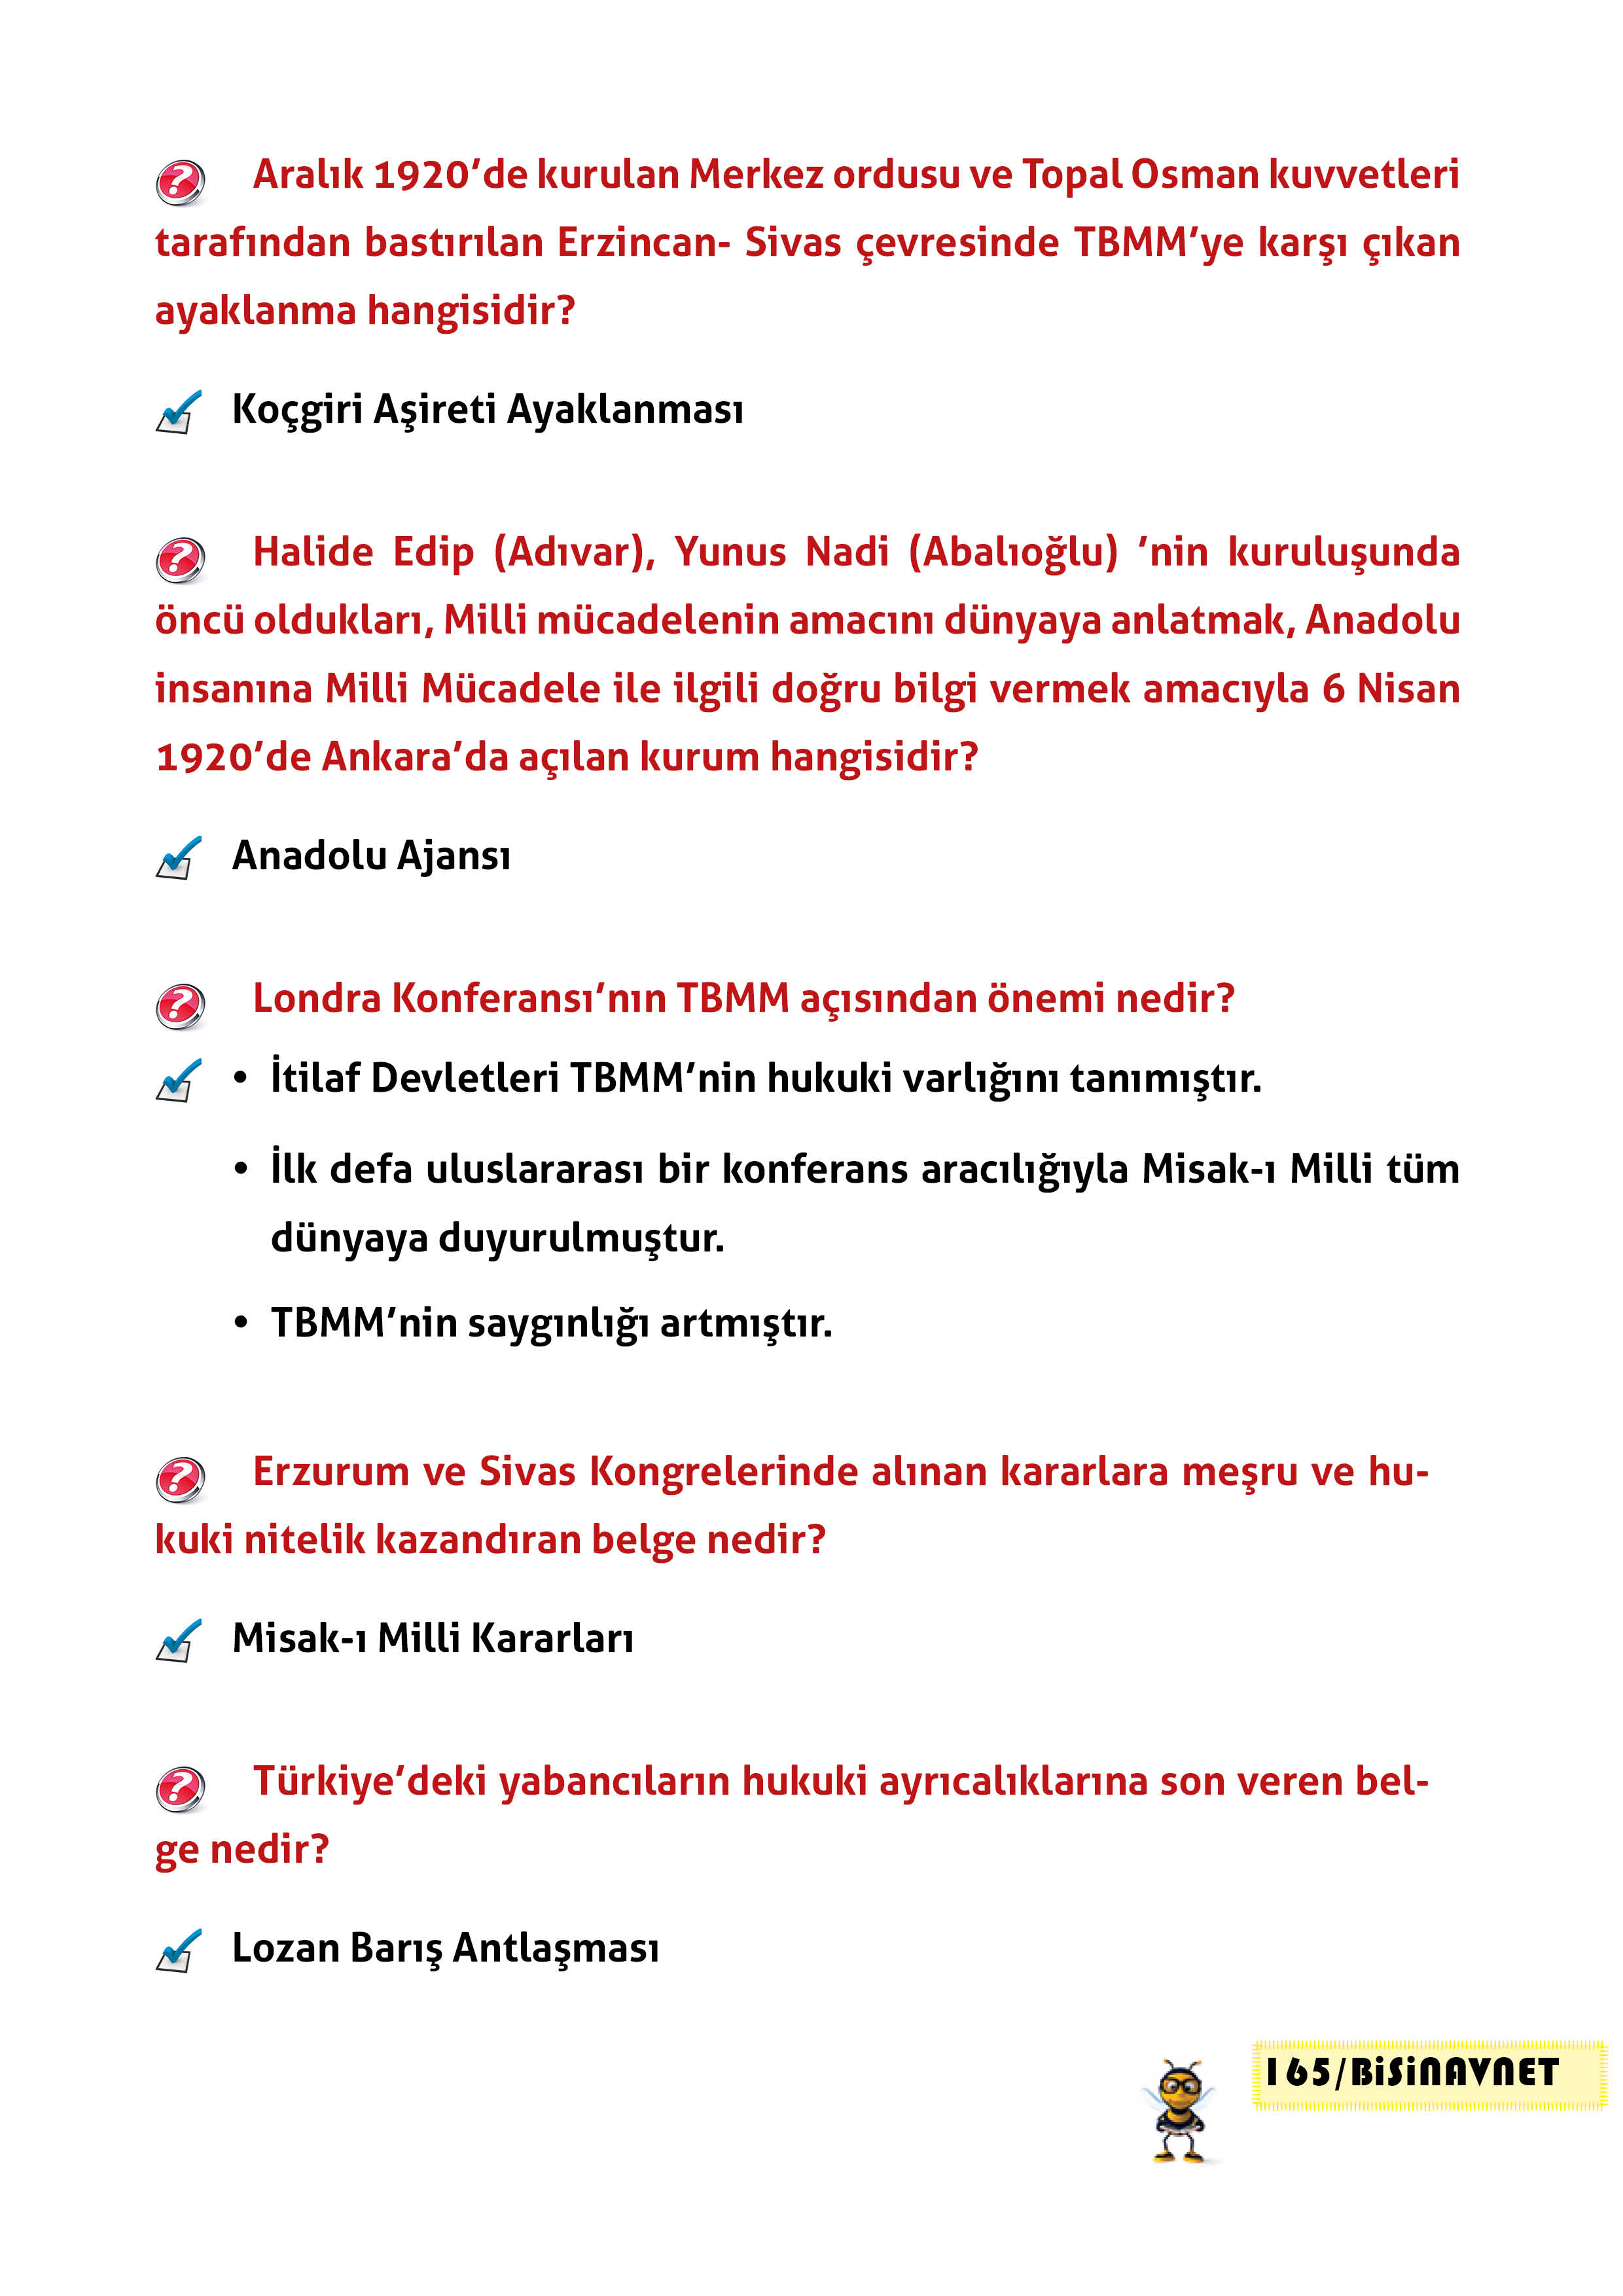 Aralık 1920’de kurulan Merkez ordusu ve Topal Osman kuvvetleri
tarafından bastırılan Erzincan- Sivas çevresinde TBMM’ye karşı çıkan
ayaklanma hangisidir?
Koçgiri Aşireti Ayaklanması
Halide Edip (Adıvar), Yunus Nadi (Abalıoğlu) ’nin kuruluşunda
öncü oldukları, Milli mücadelenin amacını dünyaya anlatmak, Anadolu
insanına Milli Mücadele ile ilgili doğru bilgi vermek amacıyla 6 Nisan
1920’de Ankara’da açılan kurum hangisidir?
Anadolu Ajansı
Londra Konferansı’nın TBMM açısından önemi nedir?
• İtilaf Devletleri TBMM’nin hukuki varlığını tanımıştır.
• İlk defa uluslararası bir konferans aracılığıyla Misak-ı Milli tüm
dünyaya duyurulmuştur.
• TBMM’nin saygınlığı artmıştır.
Erzurum ve Sivas Kongrelerinde alınan kararlara meşru ve hu-
kuki nitelik kazandıran belge nedir?
Misak-ı Milli Kararları
Türkiye’deki yabancıların hukuki ayrıcalıklarına son veren bel-
ge nedir?
Lozan Barış Antlaşması
165/BiSiNAVNET